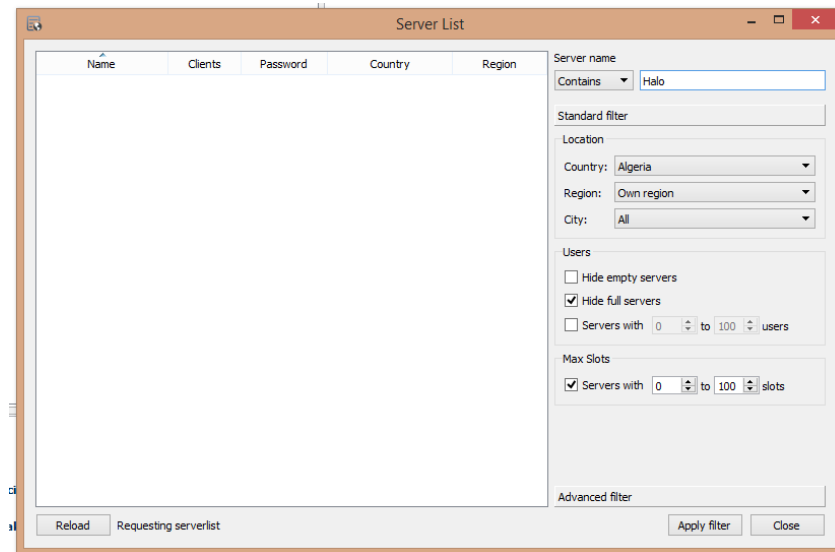 Server List
Name Clients Password Country Region
Server name
Contains Halo
Standard filter
Location
Country: Algeria
Region: Own region
City: All
Users
Hide empty servers
Hide full servers
Servers with 0 to 100 users
Max Slots
Servers with 0 to 100 slots
Advanced filter
Reload Requesting serverlist Apply filter Close